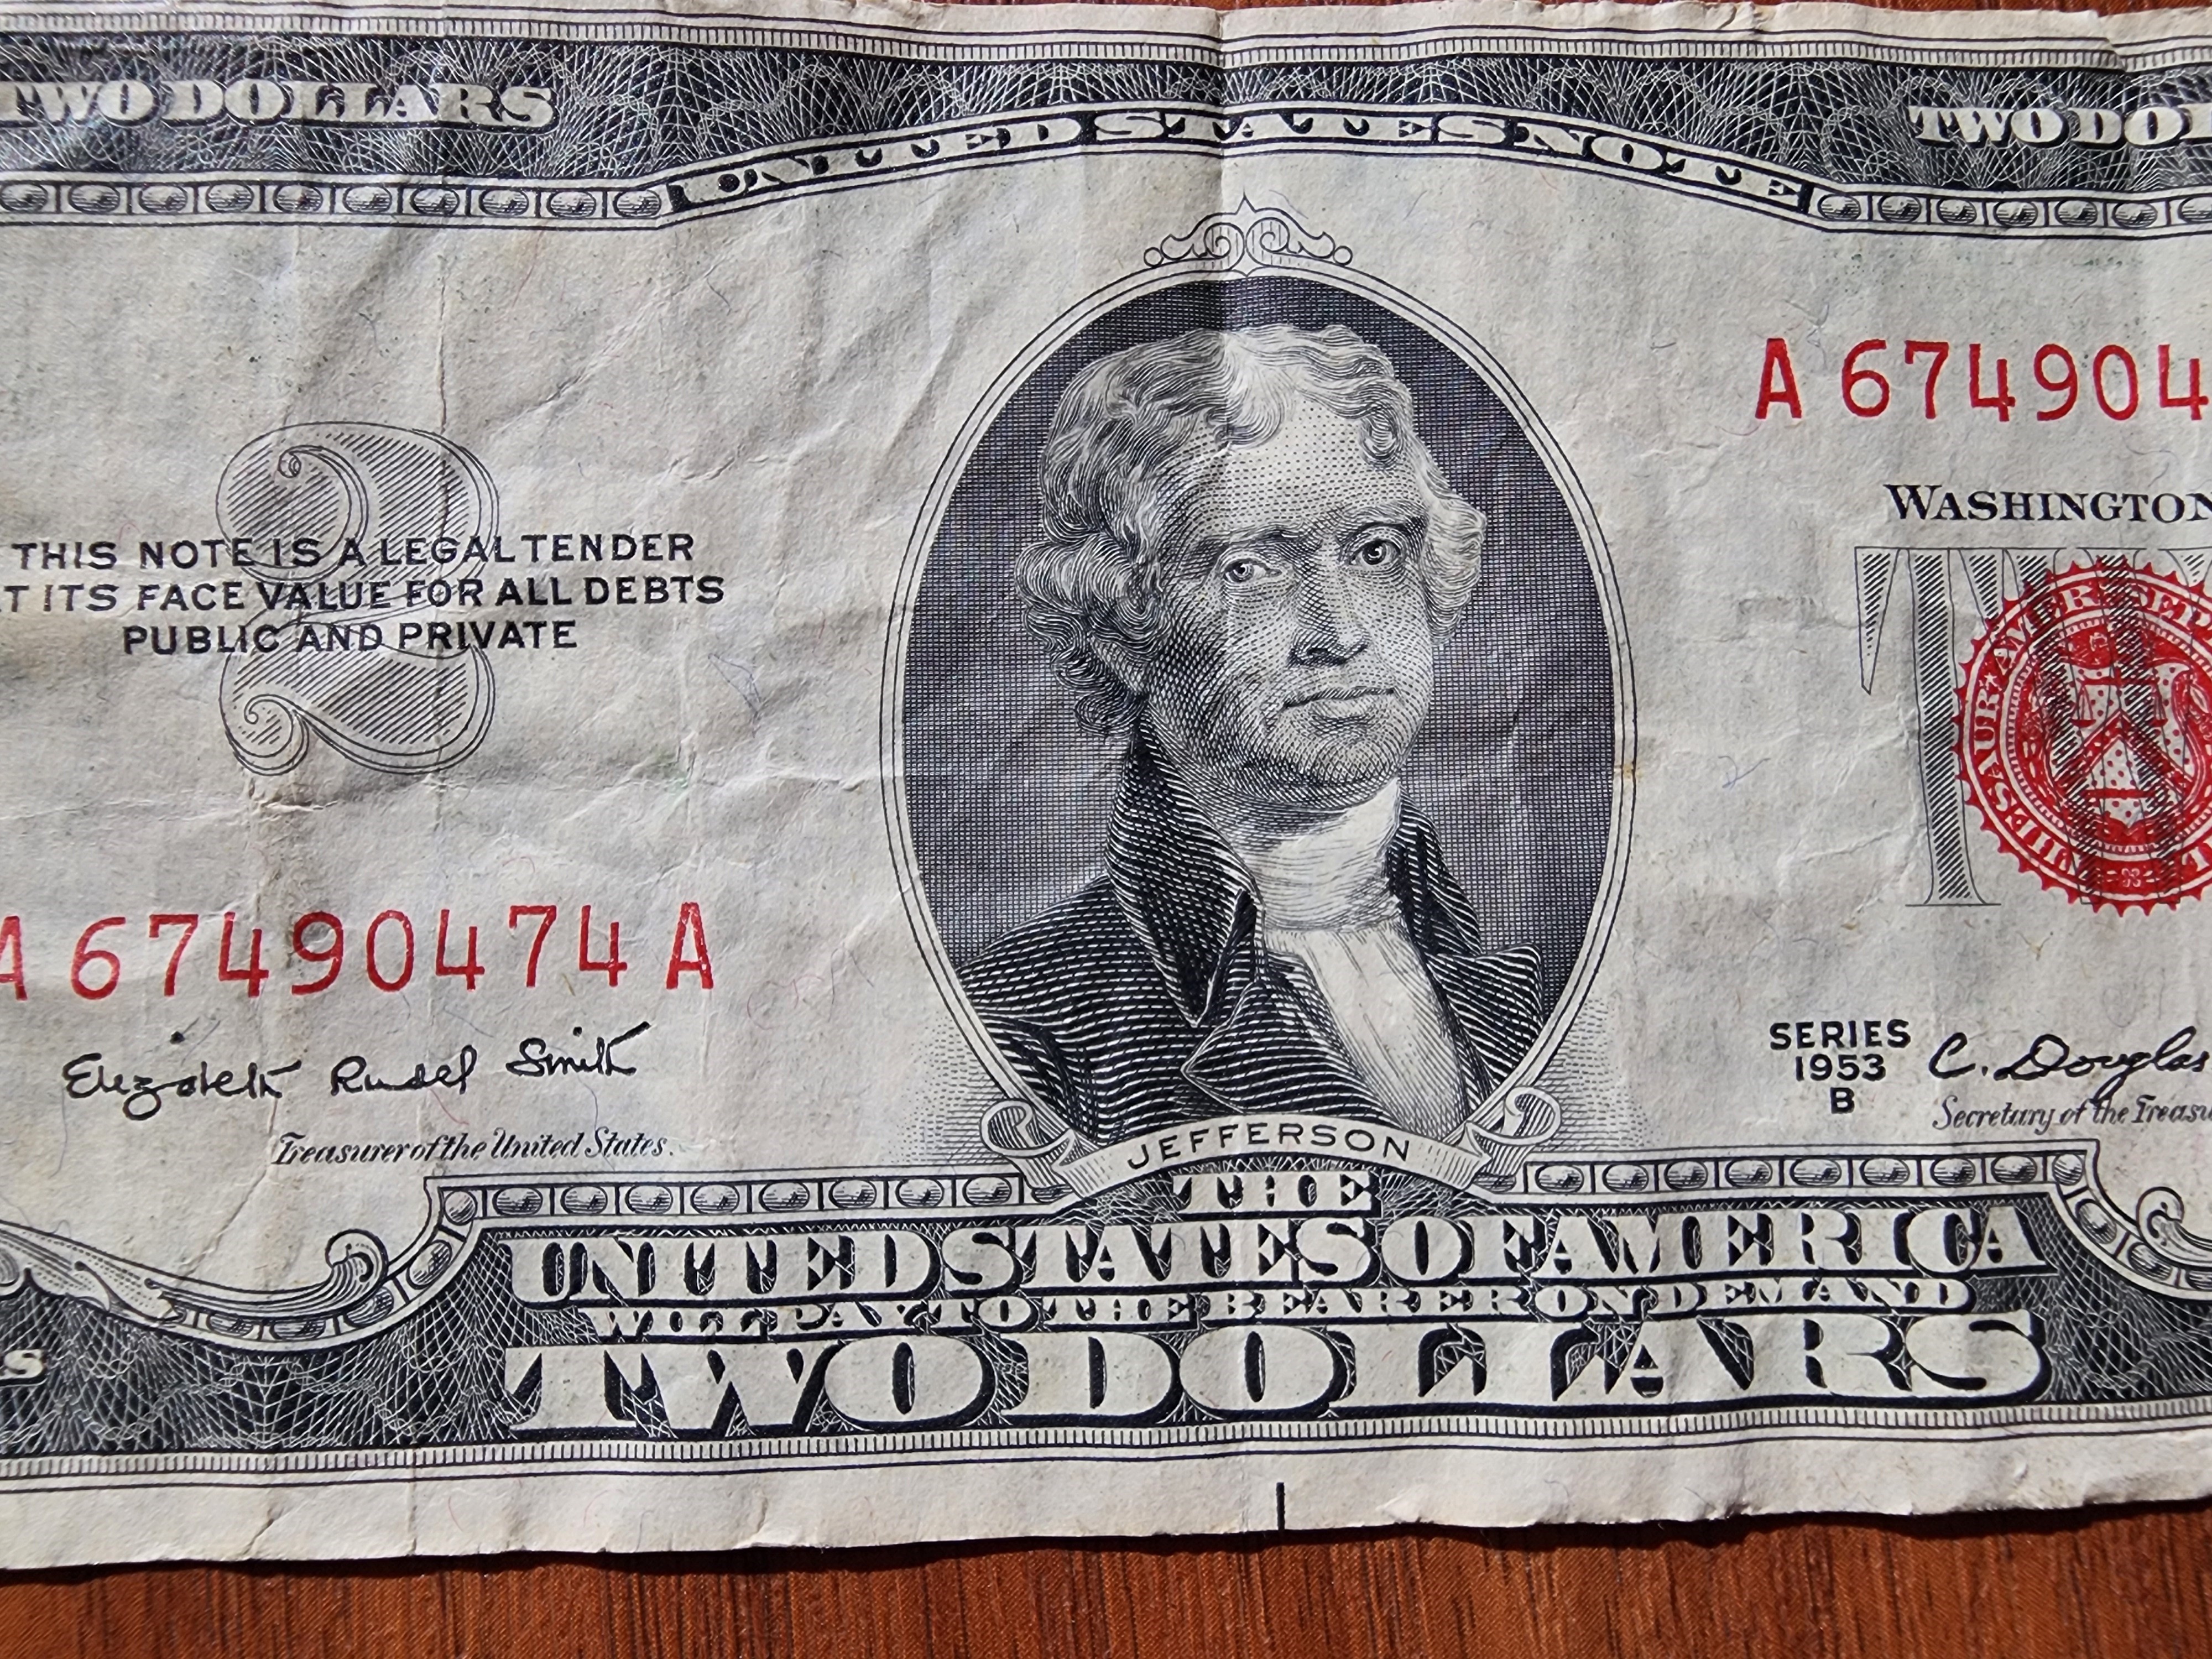 TWO DOLLARS
UNITED STATES NOTE
TWO DOL
A 674904
WASHINGTON
2
THIS NOTE IS A LEGAL TENDER
AT ITS FACE VALUE FOR ALL DEBTS
PUBLIC AND PRIVATE
A 67490474 A
Elizabeth Rudel Smith
Treasurer of the United States.
SERIES
1953
B
C. Douglas
Secretary of the Treasu
JEFFERSON
THE
UNITED STATES OF AMERICA
WILL PAY TO THE BEARER ON DEMAND
TWO DOLLARS